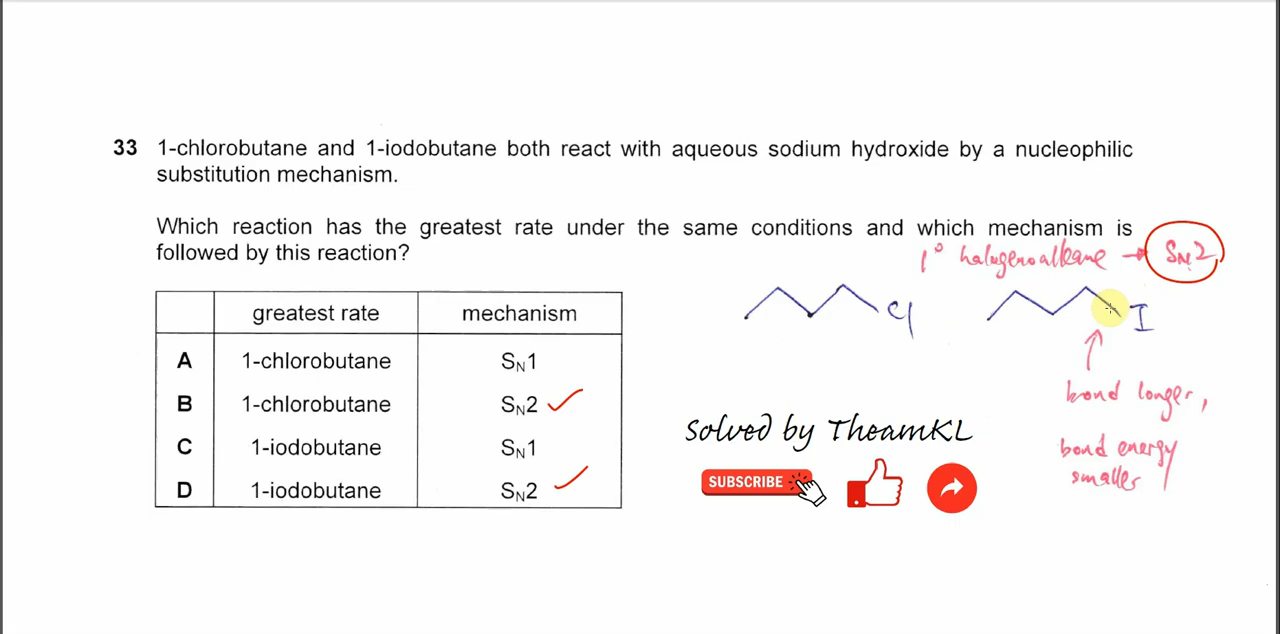 33 1-chlorobutane and 1-iodobutane both react with aqueous sodium hydroxide by a nucleophilic
substitution mechanism.
Which reaction has the greatest rate under the same conditions and which mechanism is
followed by this reaction?
1° halogenoalkane → SN2
greatest rate mechanism
A 1-chlorobutane SN1
B 1-chlorobutane SN2
C 1-iodobutane SN1
D 1-iodobutane SN2
Cl
I
bond longer,
bond energy
smaller
Solved by TheamKL
SUBSCRIBE